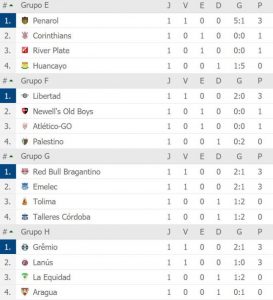 # Grupo E J V E D G P
1. Penarol 1 1 0 0 5:1 3
2. Corinthians 1 0 1 0 0:0 1
3. River Plate 1 0 1 0 0:0 1
4. Huancayo 1 0 0 1 1:5 0
# Grupo F J V E D G P
1. Libertad 1 1 0 0 2:0 3
2. Newell's Old Boys 1 0 1 0 0:0 1
3. Atlético-GO 1 0 1 0 0:0 1
4. Palestino 1 0 0 1 0:2 0
# Grupo G J V E D G P
1. Red Bull Bragantino 1 1 0 0 2:1 3
2. Emelec 1 1 0 0 2:1 3
3. Tolima 1 0 0 1 1:2 0
4. Talleres Córdoba 1 0 0 1 1:2 0
# Grupo H J V E D G P
1. Grêmio 1 1 0 0 2:1 3
2. Lanús 1 1 0 0 1:0 3
3. La Equidad 1 0 0 1 1:2 0
4. Aragua 1 0 0 1 0:1 0